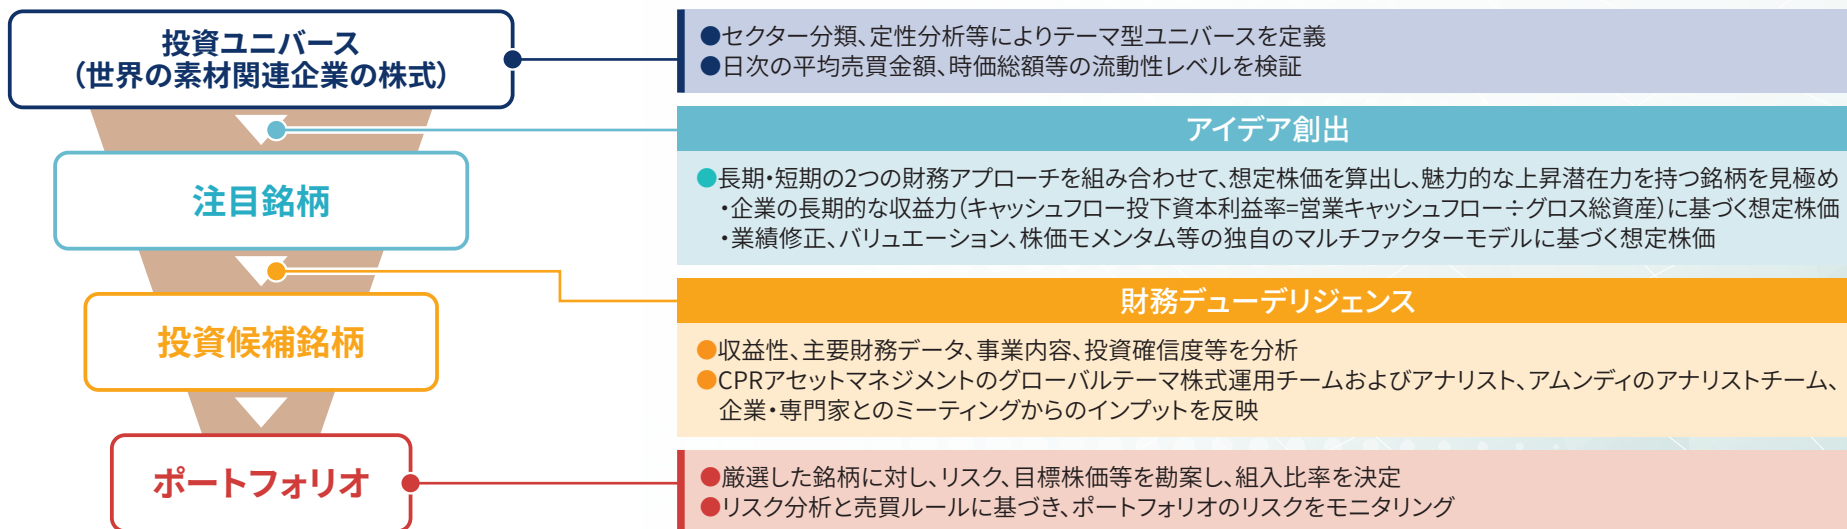 投資ユニバース
（世界の素材関連企業の株式）
●セクター分類、定性分析等によりテーマ型ユニバースを定義
●日次の平均売買金額、時価総額等の流動性レベルを検証
アイデア創出
注目銘柄
●長期・短期の2つの財務アプローチを組み合わせて、想定株価を算出し、魅力的な上昇潜在力を持つ銘柄を見極め
・企業の長期的な収益力（キャッシュフロー投下資本利益率=営業キャッシュフロー÷グロス総資産）に基づく想定株価
・業績修正、バリュエーション、株価モメンタム等の独自のマルチファクターモデルに基づく想定株価
財務デューデリジェンス
投資候補銘柄
●収益性、主要財務データ、事業内容、投資確信度等を分析
●CPRアセットマネジメントのグローバルテーマ株式運用チームおよびアナリスト、アムンディのアナリストチーム、
企業・専門家とのミーティングからのインプットを反映
ポートフォリオ
●厳選した銘柄に対し、リスク、目標株価等を勘案し、組入比率を決定
●リスク分析と売買ルールに基づき、ポートフォリオのリスクをモニタリング